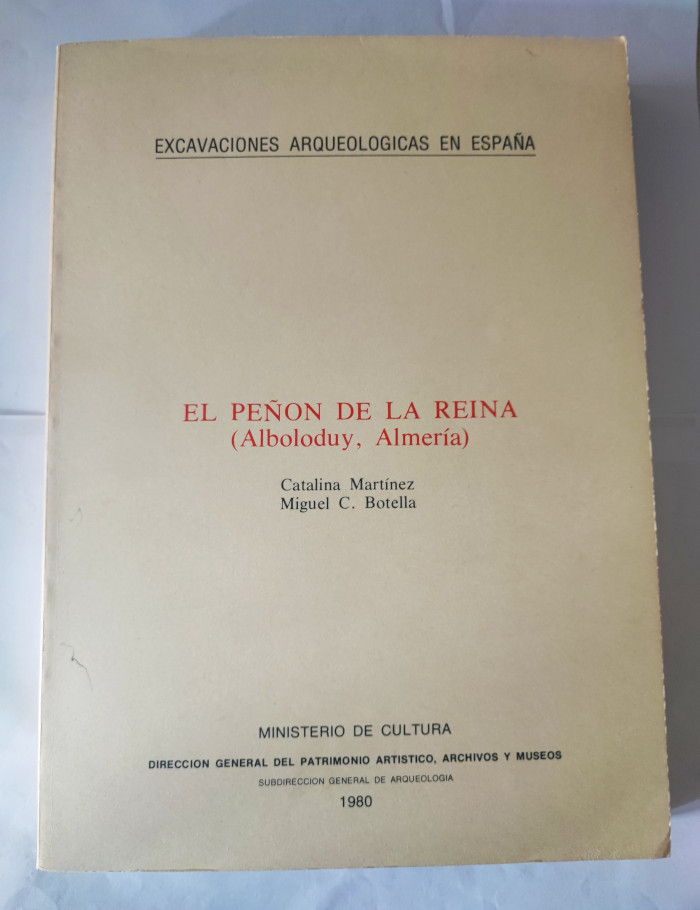 EXCAVACIONES ARQUEOLOGICAS EN ESPAÑA
EL PEÑON DE LA REINA
(Alboloduy, Almería)
Catalina Martínez
Miguel C. Botella
MINISTERIO DE CULTURA
DIRECCION GENERAL DEL PATRIMONIO ARTISTICO, ARCHIVOS Y MUSEOS
SUBDIRECCION GENERAL DE ARQUEOLOGIA
1980